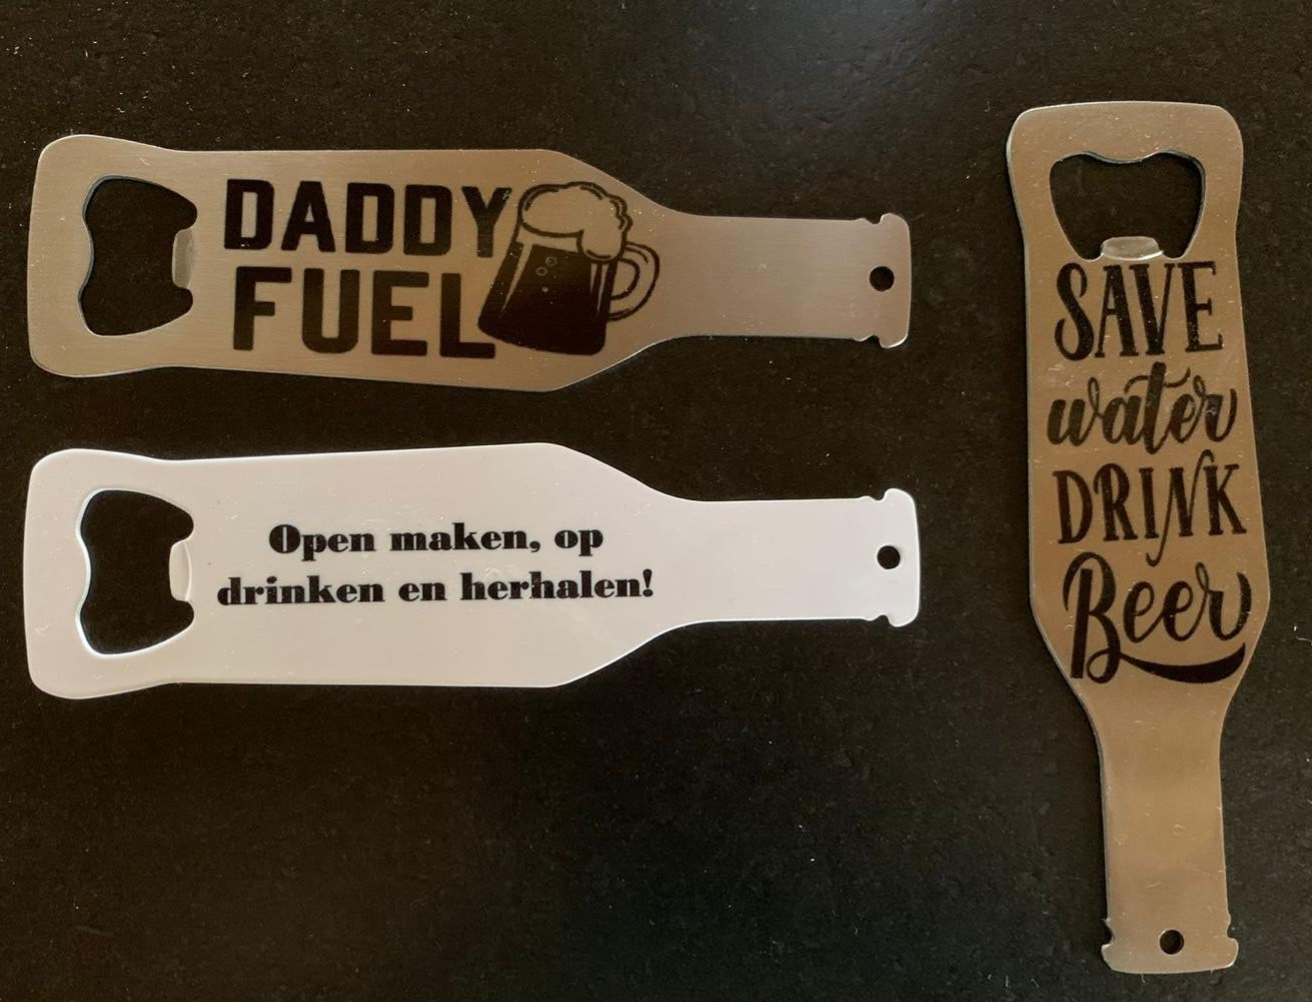 DADDY
FUEL
Open maken, op
drinken en herhalen!
SAVE
water
DRINK
Beer